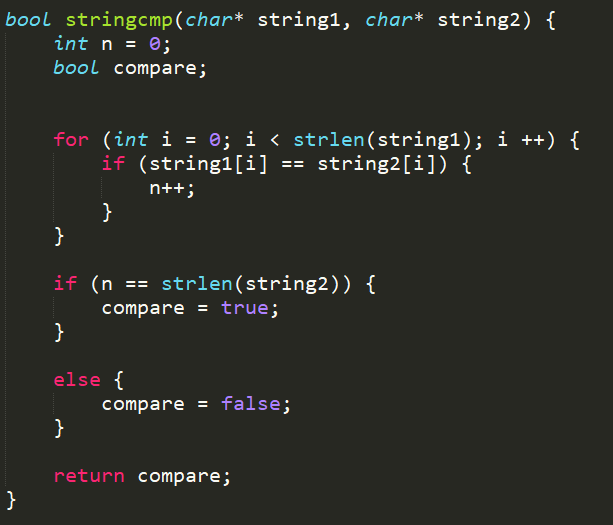 bool stringcmp(char* string1, char* string2) {
    int n = 0;
    bool compare;

    for (int i = 0; i < strlen(string1); i ++) {
        if (string1[i] == string2[i]) {
            n++;
        }
    }

    if (n == strlen(string2)) {
        compare = true;
    }

    else {
        compare = false;
    }

    return compare;
}